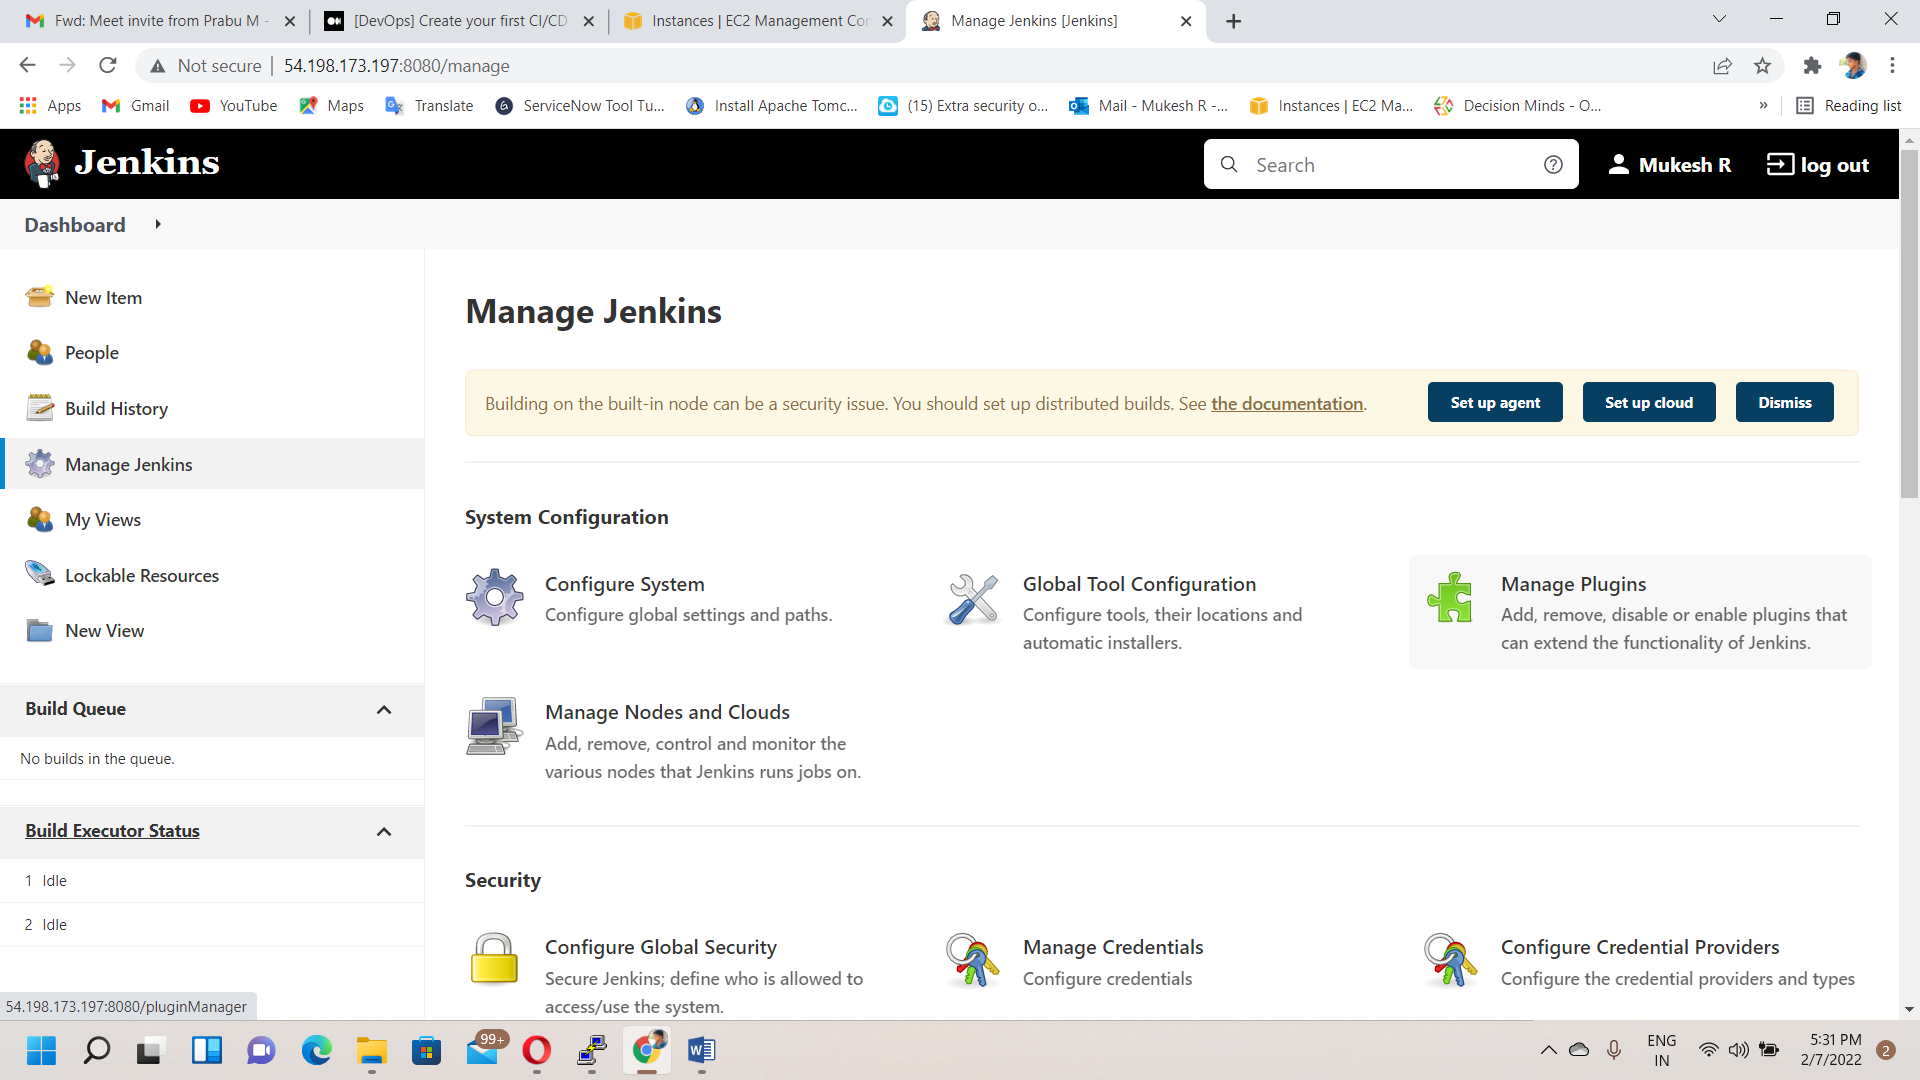 Fwd: Meet invite from Prabu M -
[DevOps] Create your first CI/CD
Instances | EC2 Management Con
Manage Jenkins [Jenkins]
Not secure | 54.198.173.197:8080/manage
Apps
Gmail
YouTube
Maps
Translate
ServiceNow Tool Tu...
Install Apache Tomc...
(15) Extra security o...
Mail - Mukesh R -...
Instances | EC2 Ma...
Decision Minds - O...
»
Reading list
Jenkins
Search
Mukesh R
log out
Dashboard
New Item
People
Build History
Manage Jenkins
My Views
Lockable Resources
New View
Build Queue
No builds in the queue.
Build Executor Status
1 Idle
2 Idle
Manage Jenkins
Building on the built-in node can be a security issue. You should set up distributed builds. See the documentation.
Set up agent
Set up cloud
Dismiss
System Configuration
Configure System
Configure global settings and paths.
Global Tool Configuration
Configure tools, their locations and
automatic installers.
Manage Plugins
Add, remove, disable or enable plugins that
can extend the functionality of Jenkins.
Manage Nodes and Clouds
Add, remove, control and monitor the
various nodes that Jenkins runs jobs on.
Security
Configure Global Security
Secure Jenkins; define who is allowed to
access/use the system.
Manage Credentials
Configure credentials
Configure Credential Providers
Configure the credential providers and types
54.198.173.197:8080/pluginManager
99+
ENG
IN
5:31 PM
2/7/2022
2